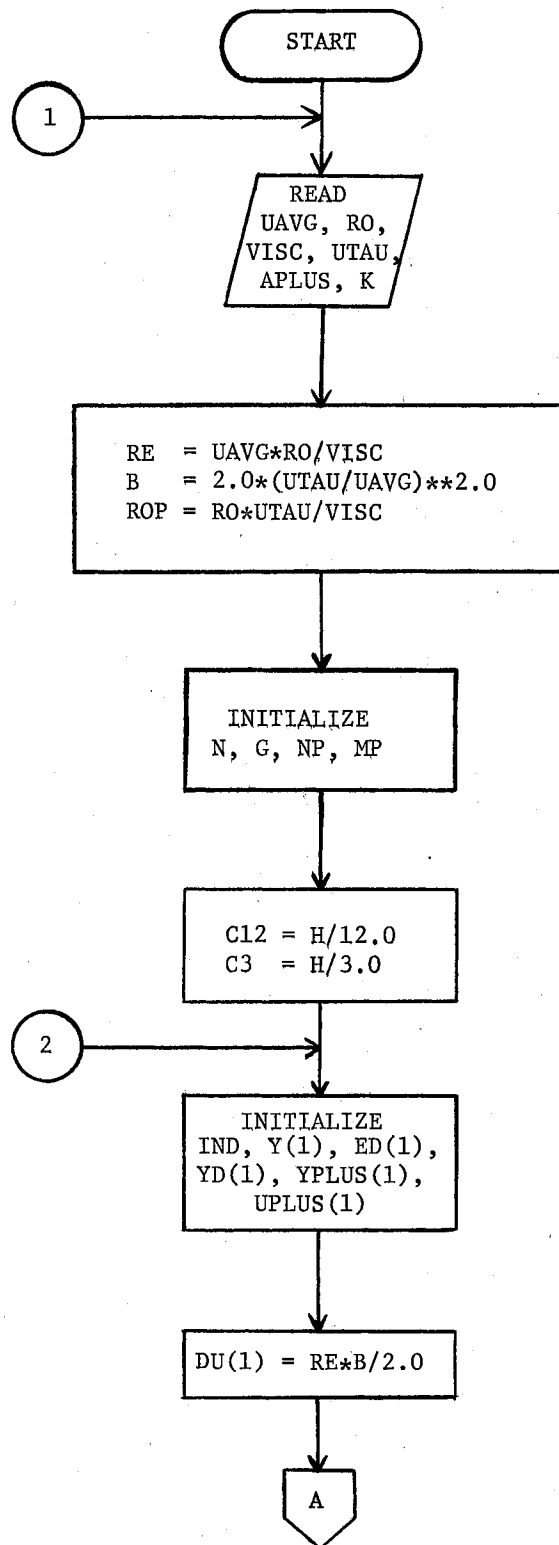 START
1
READ
UAVG, RO,
VISC, UTAU,
APLUS, K
RE = UAVG*RO/VISC
B = 2.0*(UTAU/UAVG)**2.0
ROP = RO*UTAU/VISC
INITIALIZE
N, G, NP, MP
C12 = H/12.0
C3 = H/3.0
2
INITIALIZE
IND, Y(1), ED(1),
YD(1), YPLUS(1),
UPLUS(1)
DU(1) = RE*B/2.0
A